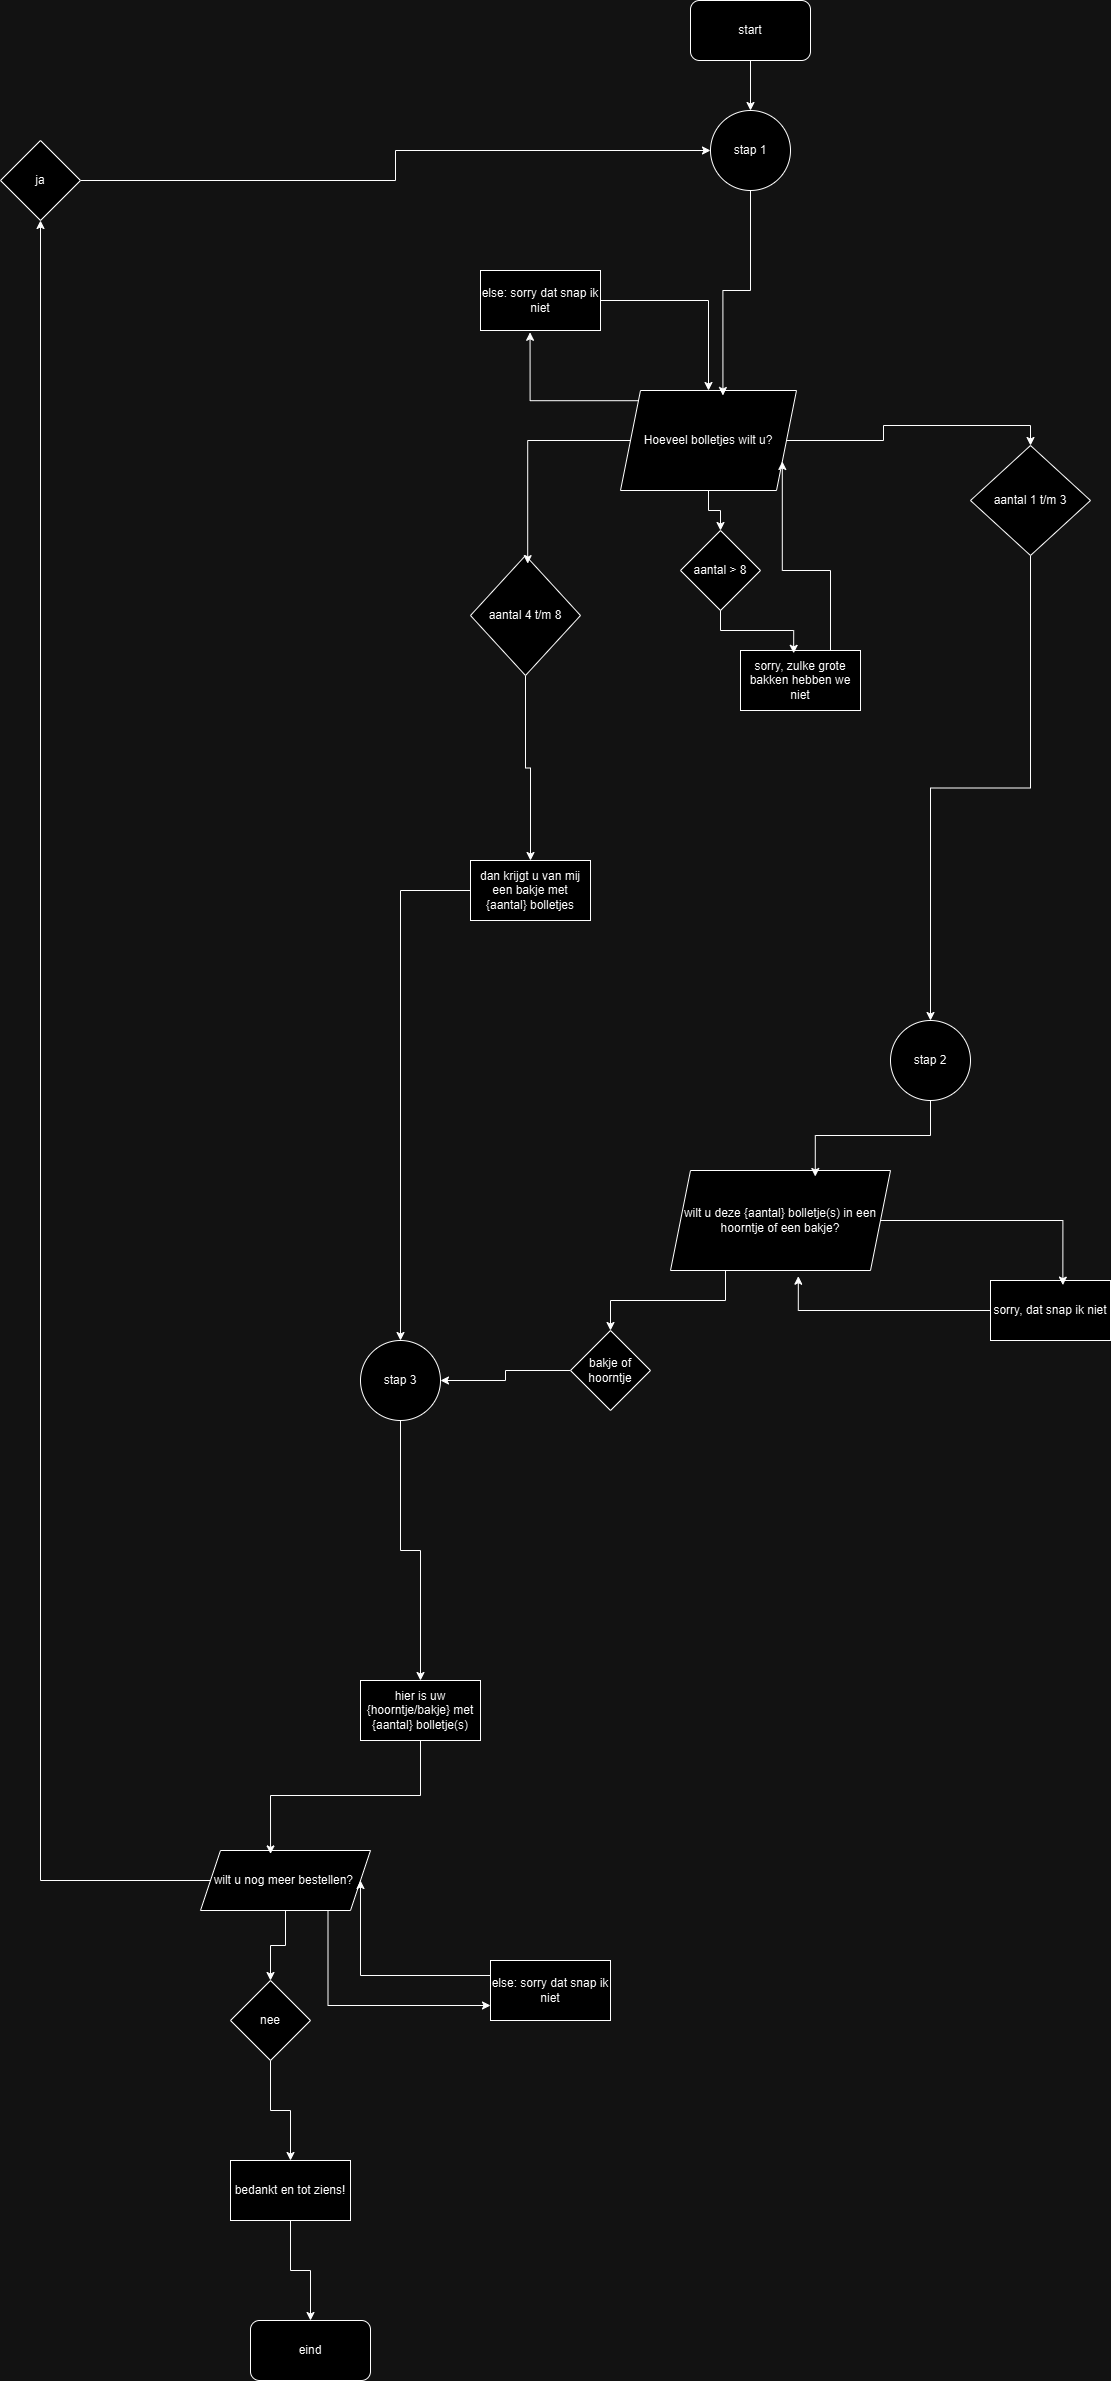 start
stap 1
ja
else: sorry dat snap ik
niet
Hoeveel bolletjes wilt u?
aantal 1 t/m 3
aantal > 8
aantal 4 t/m 8
sorry, zulke grote
bakken hebben we
niet
dan krijgt u van mij
een bakje met
{aantal} bolletjes
stap 2
wilt u deze {aantal} bolletje(s) in een
hoorntje of een bakje?
sorry, dat snap ik niet
bakje of
hoorntje
stap 3
hier is uw
{hoorntje/bakje} met
{aantal} bolletje(s)
wilt u nog meer bestellen?
else: sorry dat snap ik
niet
nee
bedankt en tot ziens!
eind